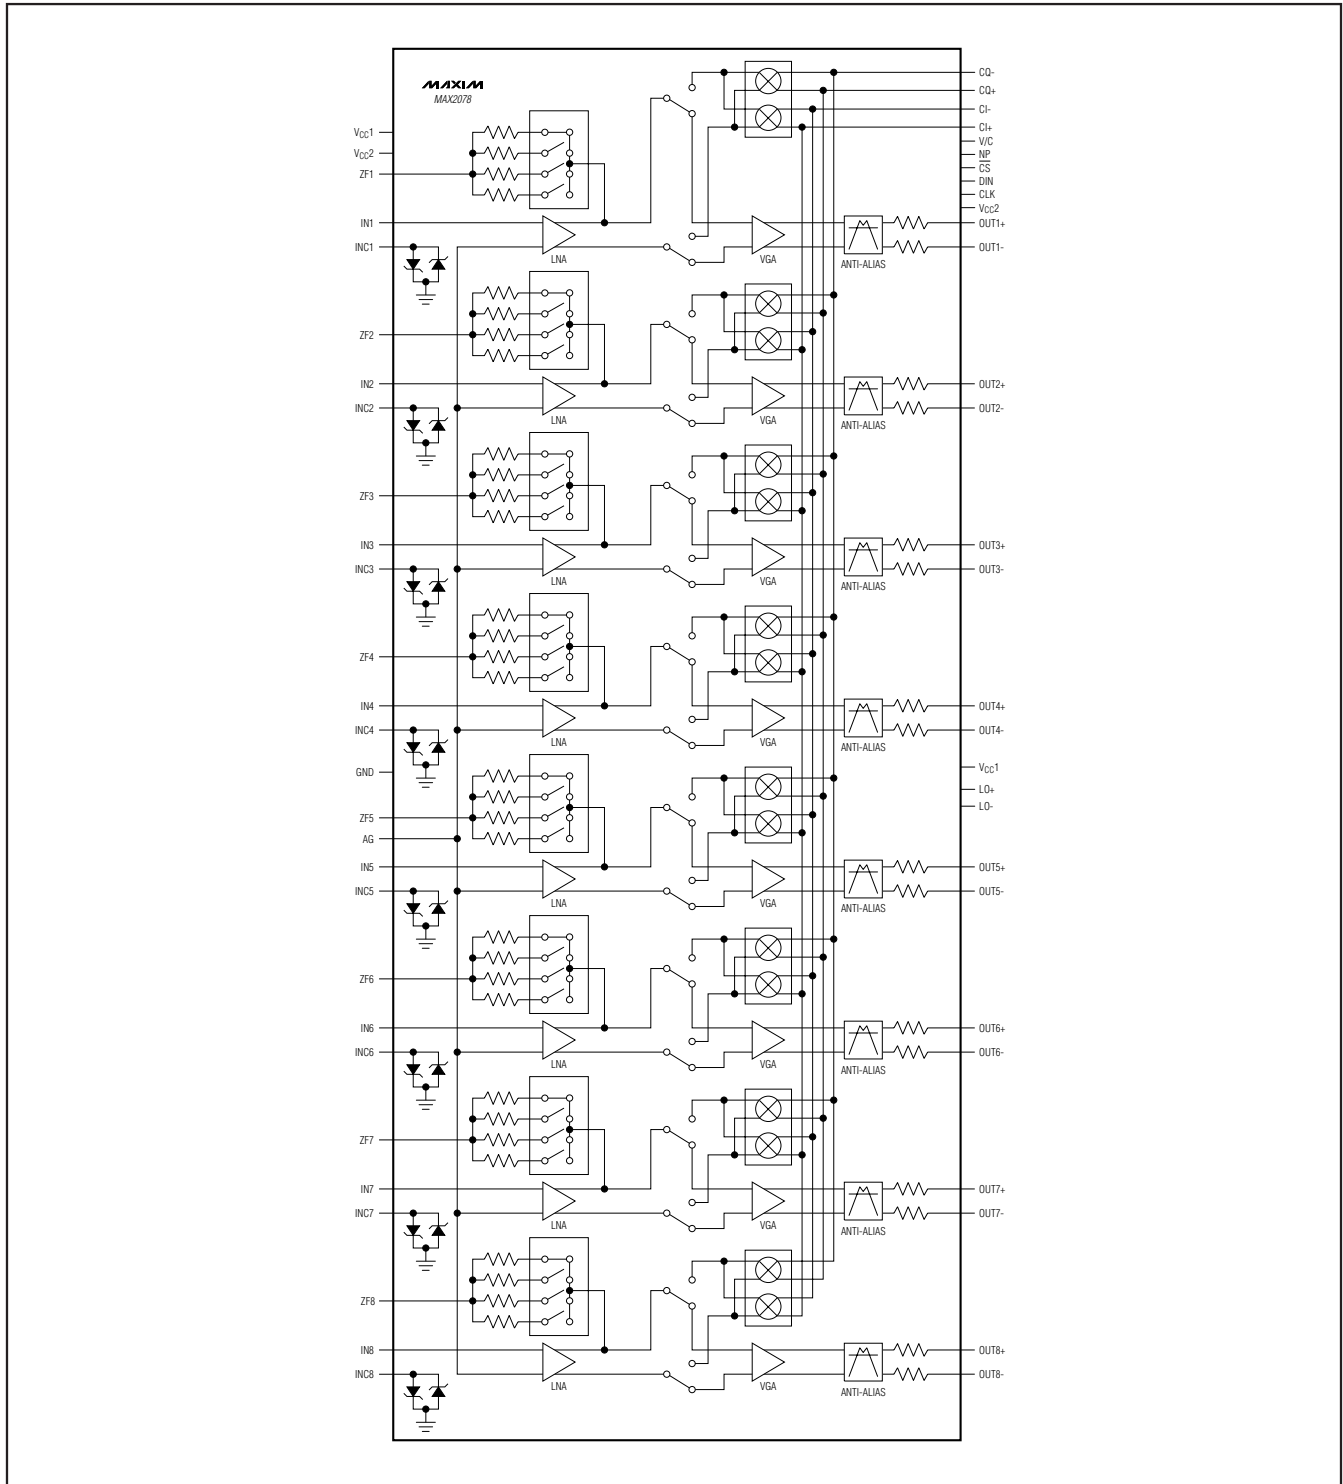 MAXIM
MAX2078
CQ-
CQ+
CI-
CI+
V/C
NP
CS
DIN
CLK
VCC2
VCC1
VCC2
ZF1
IN1
INC1
LNA
VGA
ANTI-ALIAS
OUT1+
OUT1-
ZF2
IN2
INC2
LNA
VGA
ANTI-ALIAS
OUT2+
OUT2-
ZF3
IN3
INC3
LNA
VGA
ANTI-ALIAS
OUT3+
OUT3-
ZF4
IN4
INC4
LNA
VGA
ANTI-ALIAS
OUT4+
OUT4-
GND
VCC1
LO+
LO-
ZF5
AG
IN5
INC5
LNA
VGA
ANTI-ALIAS
OUT5+
OUT5-
ZF6
IN6
INC6
LNA
VGA
ANTI-ALIAS
OUT6+
OUT6-
ZF7
IN7
INC7
LNA
VGA
ANTI-ALIAS
OUT7+
OUT7-
ZF8
IN8
INC8
LNA
VGA
ANTI-ALIAS
OUT8+
OUT8-